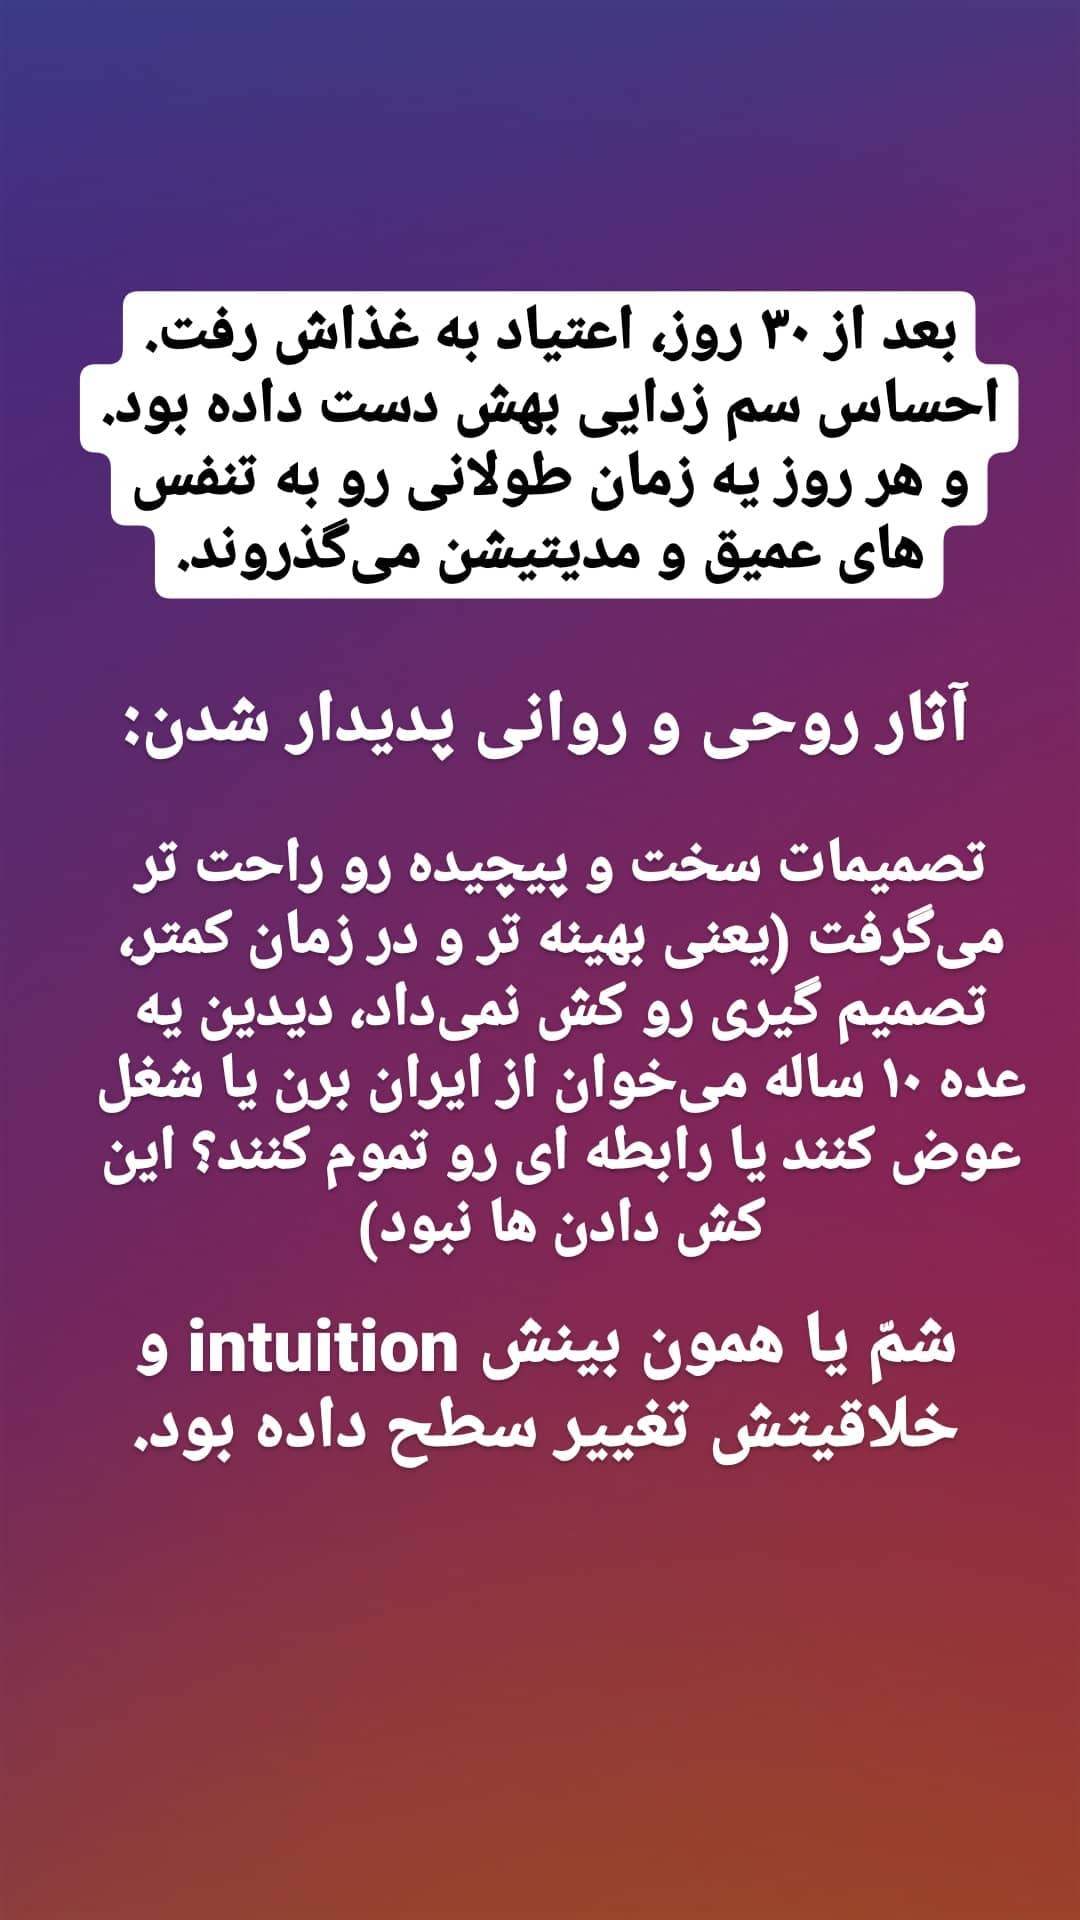 بعد از ۳۰ روز، اعتیاد به غذاش رفت.
احساس سم زدایی بهش دست داده بود.
و هر روز یه زمان طولانی رو به تنفس
های عمیق و مدیتیشن می‌گذروند.
آثار روحی و روانی پدیدار شدن:
تصمیمات سخت و پیچیده رو راحت تر
می‌گرفت (یعنی بهینه تر و در زمان کمتر،
تصمیم گیری رو کش نمی‌داد، دیدین یه
عده ۱۰ ساله می‌خوان از ایران برن یا شغل
عوض کنند یا رابطه ای رو تموم کنند؟ این
کش دادن ها نبود)
شمّ یا همون بینش intuition و
خلاقیتش تغییر سطح داده بود.